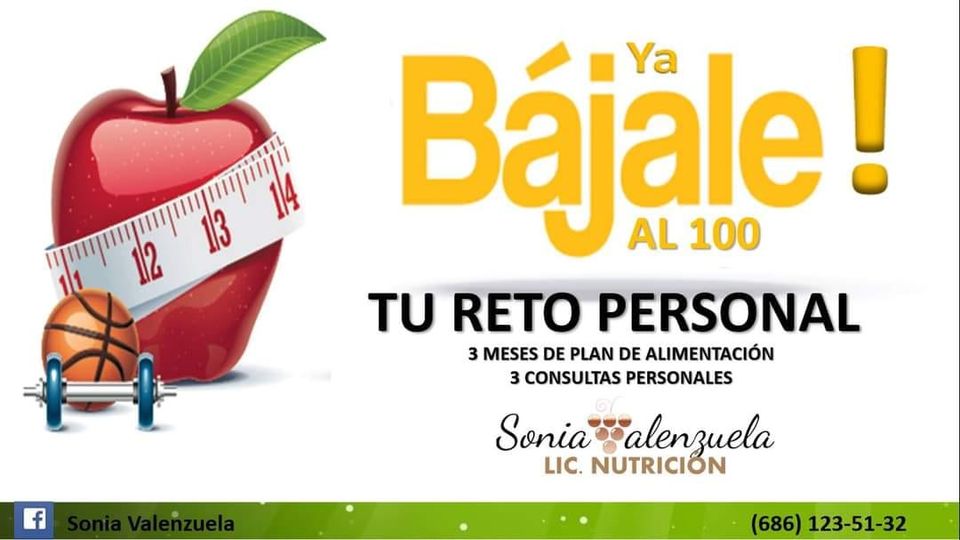 Ya
Bájale!
AL 100
TU RETO PERSONAL
3 MESES DE PLAN DE ALIMENTACIÓN
3 CONSULTAS PERSONALES
Sonia Valenzuela
LIC. NUTRICIÓN
11 12 13 14
f Sonia Valenzuela
(686) 123-51-32